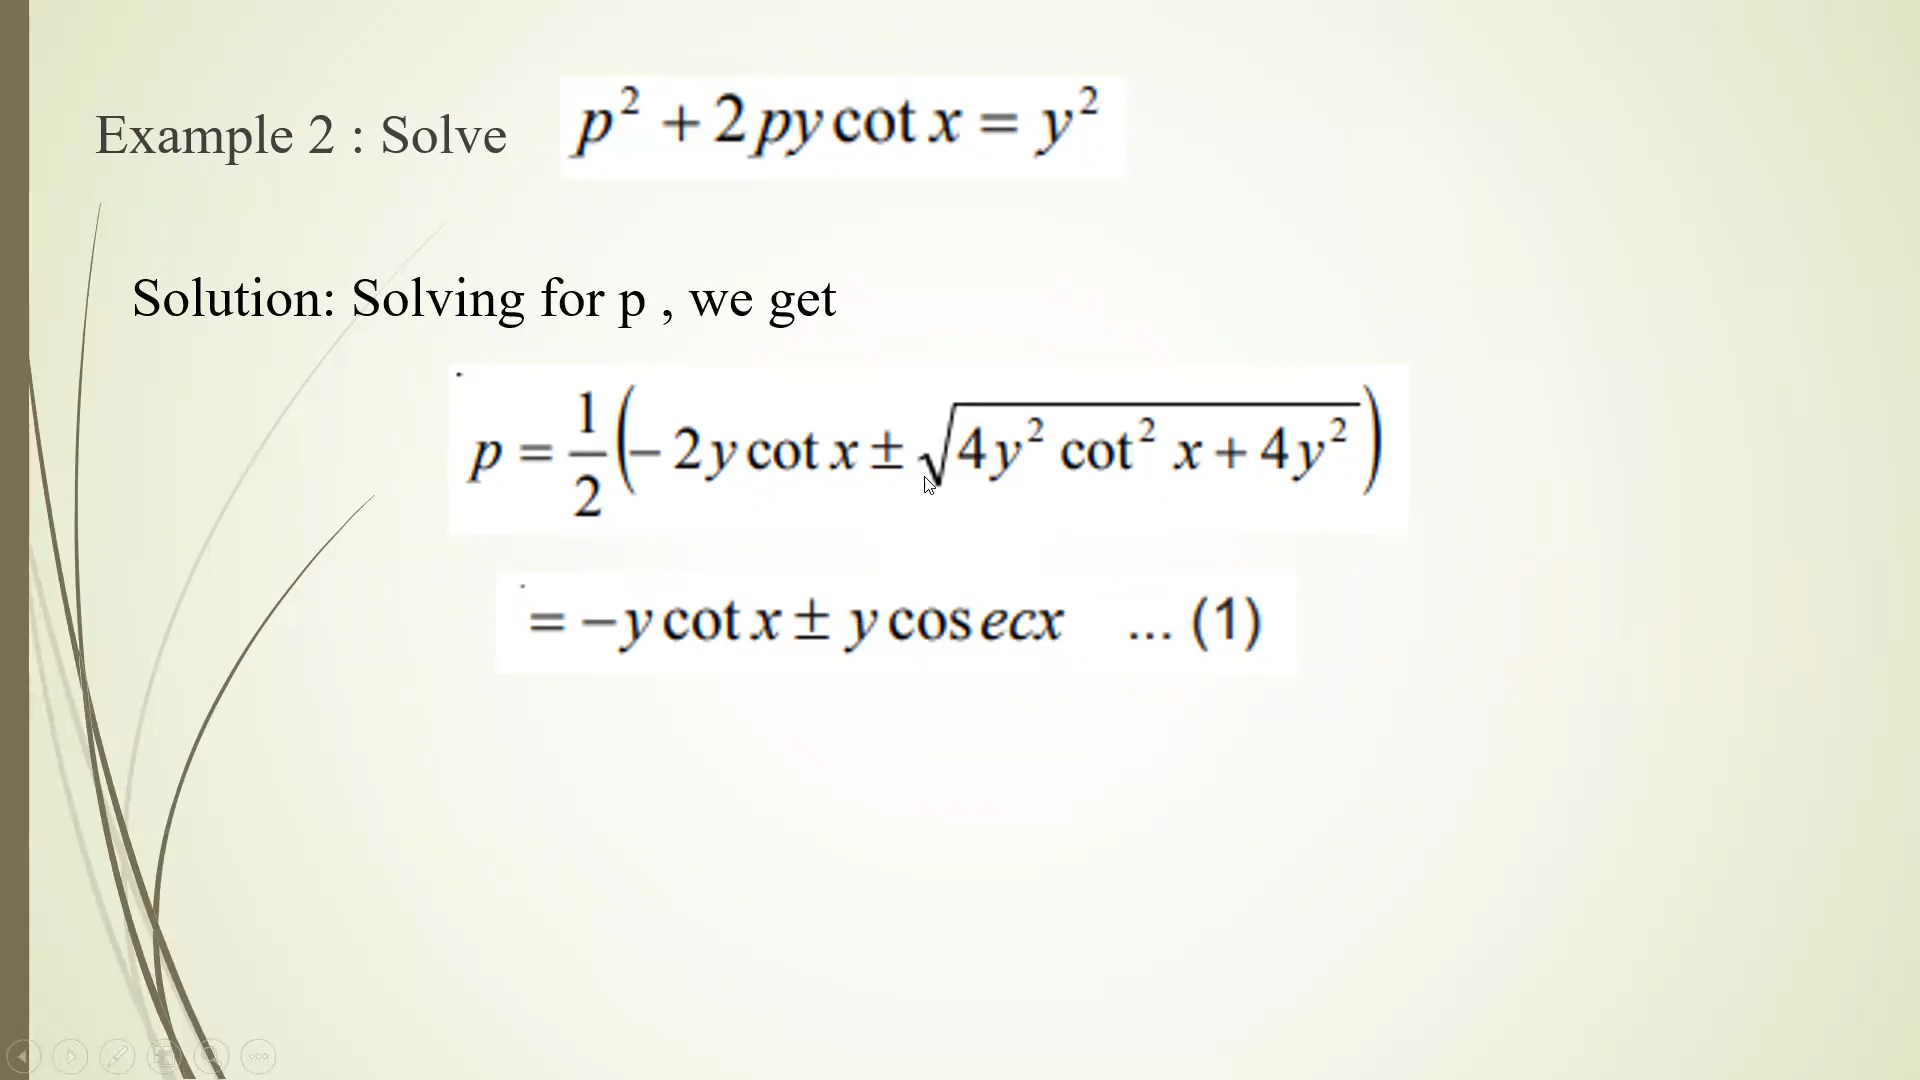 Example 2 : Solve p² + 2py cot x = y²
Solution: Solving for p , we get
p = 1/2 (− 2y cot x ± √(4y² cot² x + 4y²))
= −y cot x ± y cosecx ... (1)